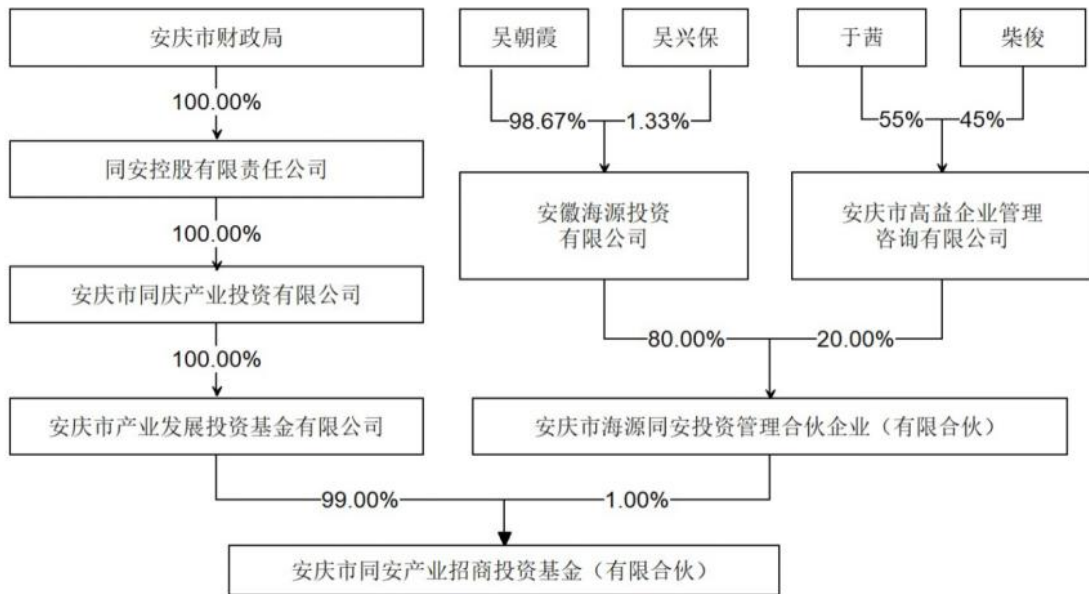 安庆市财政局
吴朝霞
吴兴保
于茜
柴俊
100.00%
98.67%
1.33%
55%
45%
同安控股有限责任公司
安徽海源投资
有限公司
安庆市高益企业管理
咨询有限公司
100.00%
安庆市同庆产业投资有限公司
100.00%
80.00%
20.00%
安庆市产业发展投资基金有限公司
安庆市海源同安投资管理合伙企业（有限合伙）
99.00%
1.00%
安庆市同安产业招商投资基金（有限合伙）